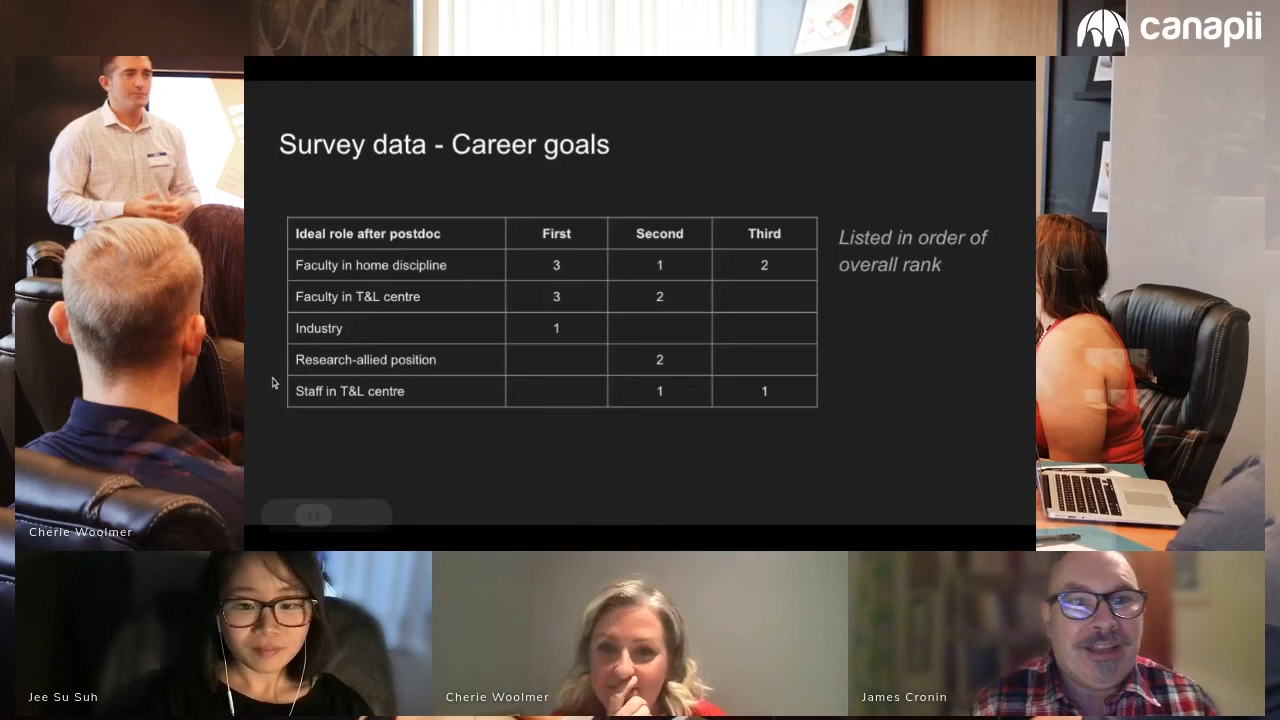 canapii
Survey data - Career goals
Ideal role after postdoc First Second Third
Faculty in home discipline 3 1 2
Faculty in T&L centre 3 2
Industry 1
Research-allied position 2
Staff in T&L centre 1 1
Listed in order of
overall rank
Cherie Woolmer
Jee Su Suh
Cherie Woolmer
James Cronin